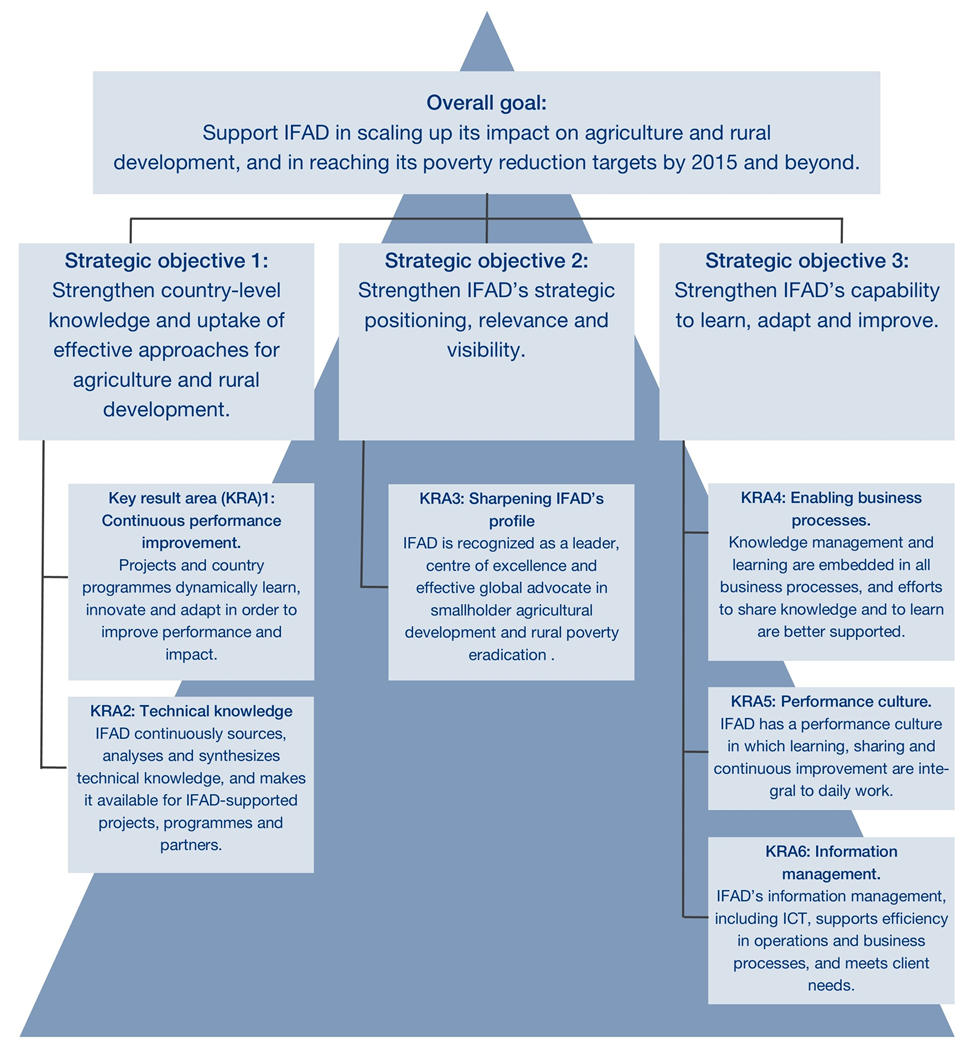 Overall goal:
Support IFAD in scaling up its impact on agriculture and rural
development, and in reaching its poverty reduction targets by 2015 and beyond.
Strategic objective 1:
Strengthen country-level
knowledge and uptake of
effective approaches for
agriculture and rural
development.
Strategic objective 2:
Strengthen IFAD's strategic
positioning, relevance and
visibility.
Strategic objective 3:
Strengthen IFAD's capability
to learn, adapt and improve.
Key result area (KRA)1:
Continuous performance
improvement.
Projects and country
programmes dynamically learn,
innovate and adapt in order to
improve performance and
impact.
KRA2: Technical knowledge
IFAD continuously sources,
analyses and synthesizes
technical knowledge, and makes
it available for IFAD-supported
projects, programmes and
partners.
KRA3: Sharpening IFAD's
profile
IFAD is recognized as a leader,
centre of excellence and
effective global advocate in
smallholder agricultural
development and rural poverty
eradication .
KRA4: Enabling business
processes.
Knowledge management and
learning are embedded in all
business processes, and efforts
to share knowledge and to learn
are better supported.
KRA5: Performance culture.
IFAD has a performance culture
in which learning, sharing and
continuous improvement are inte-
gral to daily work.
KRA6: Information
management.
IFAD's information management,
including ICT, supports efficiency
in operations and business
processes, and meets client
needs.